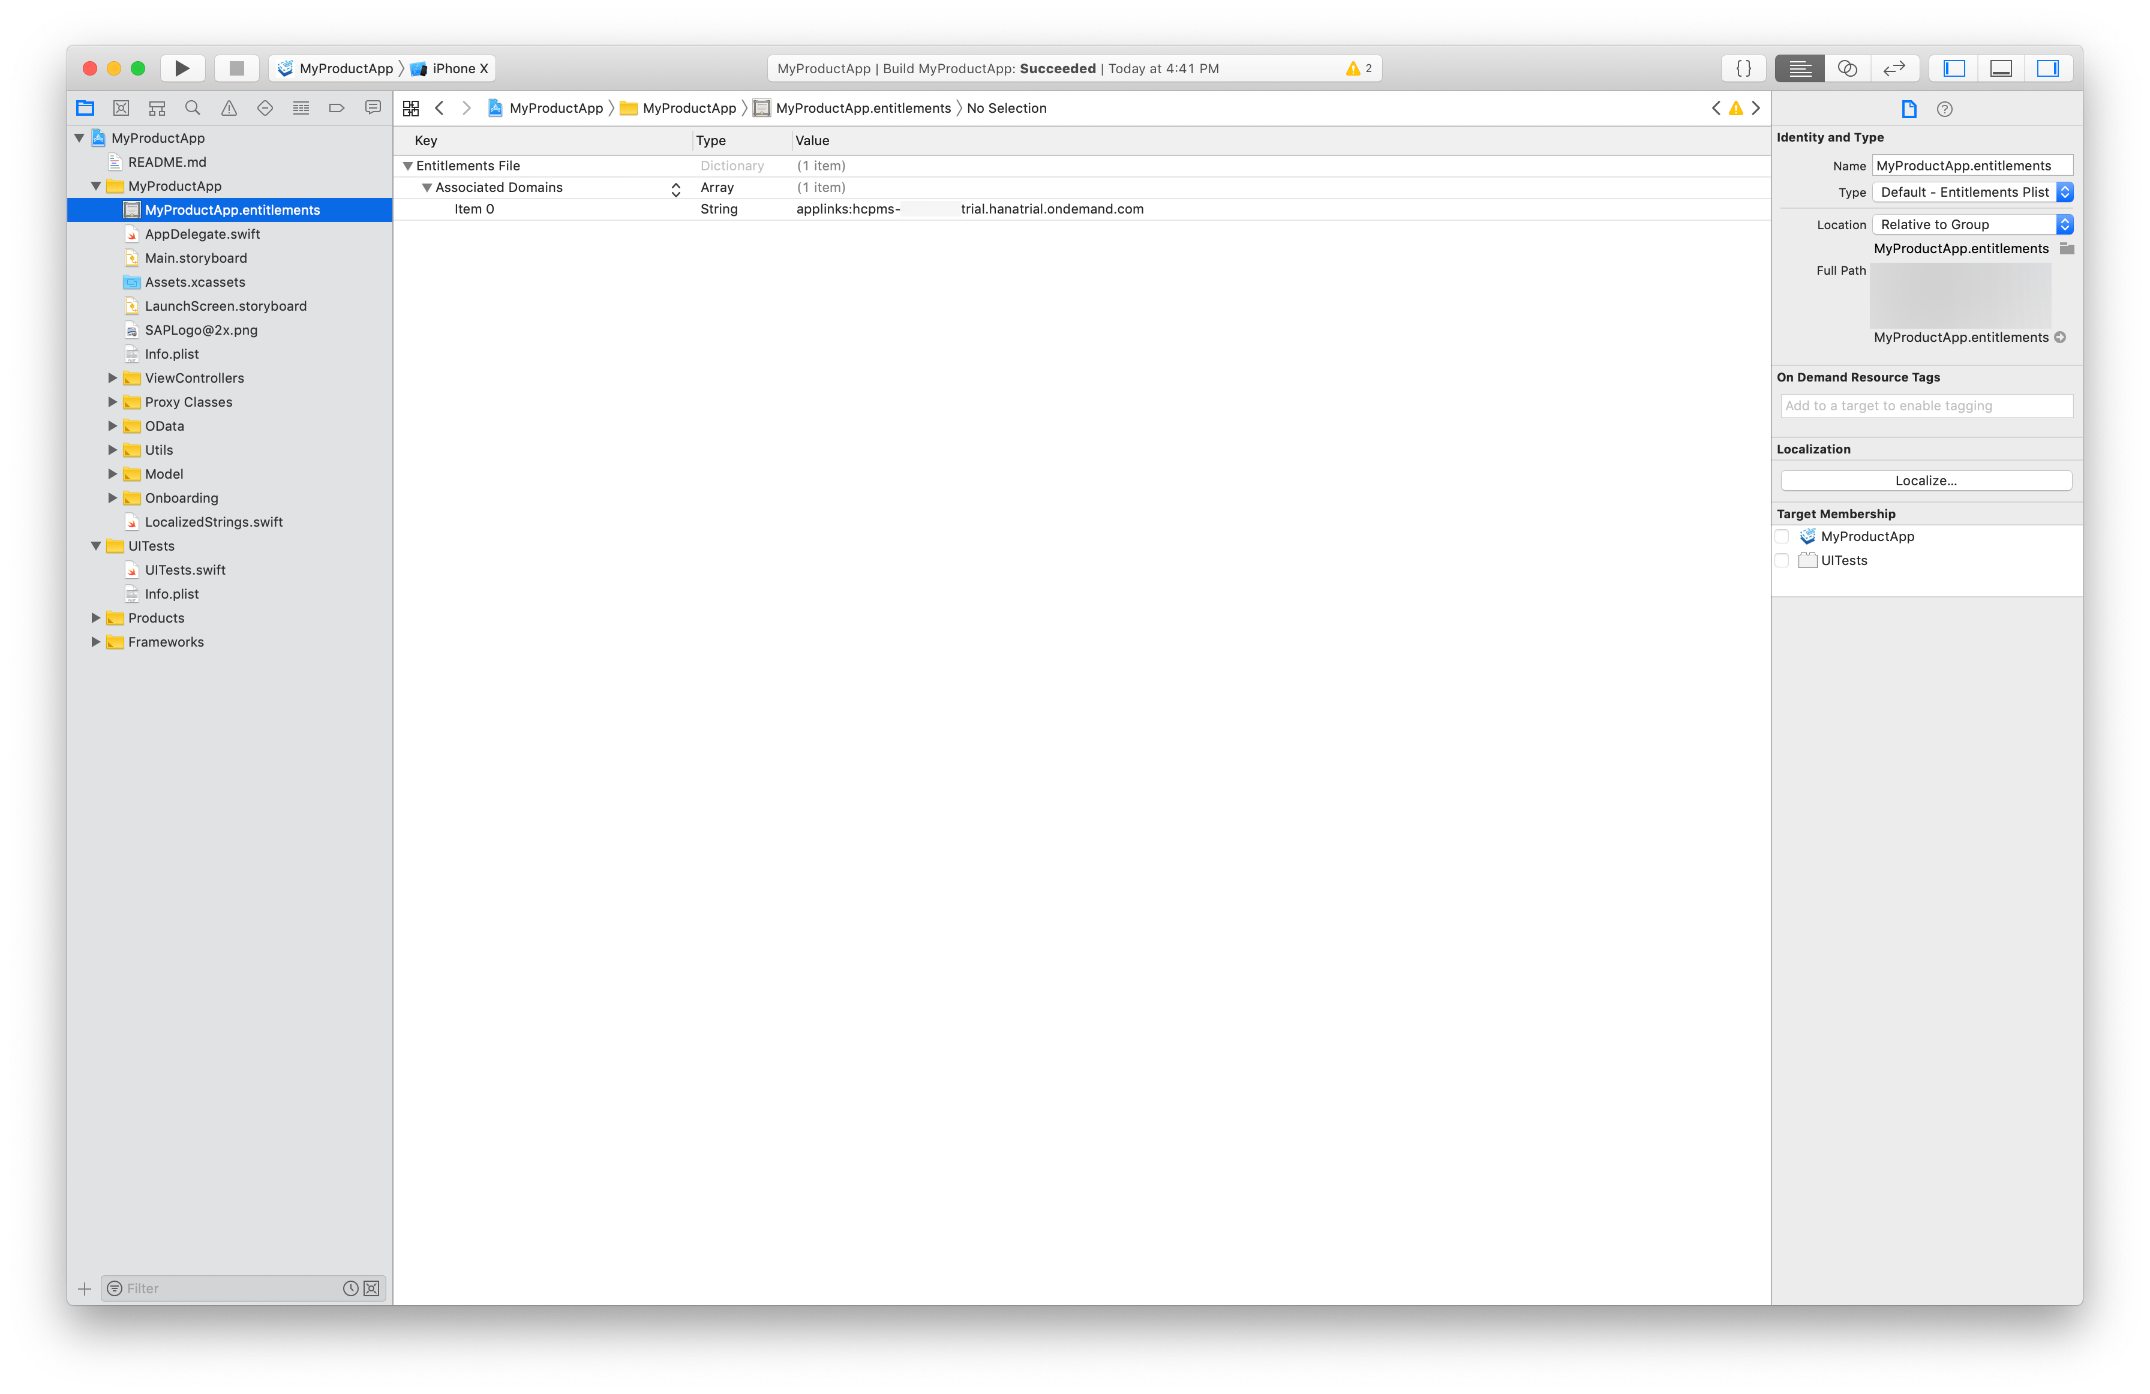 MyProductApp 〉 iPhone X
MyProductApp | Build MyProductApp: Succeeded | Today at 4:41 PM
2
{ }
MyProductApp 〉 MyProductApp 〉 MyProductApp.entitlements 〉 No Selection
MyProductApp
README.md
MyProductApp
MyProductApp.entitlements
AppDelegate.swift
Main.storyboard
Assets.xcassets
LaunchScreen.storyboard
SAPLogo@2x.png
Info.plist
ViewControllers
Proxy Classes
OData
Utils
Model
Onboarding
LocalizedStrings.swift
UITests
UITests.swift
Info.plist
Products
Frameworks
Filter
Key Type Value
Entitlements File Dictionary (1 item)
Associated Domains Array (1 item)
Item 0 String applinks:hcpms- trial.hanatrial.ondemand.com
Identity and Type
Name MyProductApp.entitlements
Type Default - Entitlements Plist
Location Relative to Group
MyProductApp.entitlements
Full Path
MyProductApp.entitlements
On Demand Resource Tags
Add to a target to enable tagging
Localization
Localize...
Target Membership
MyProductApp
UITests